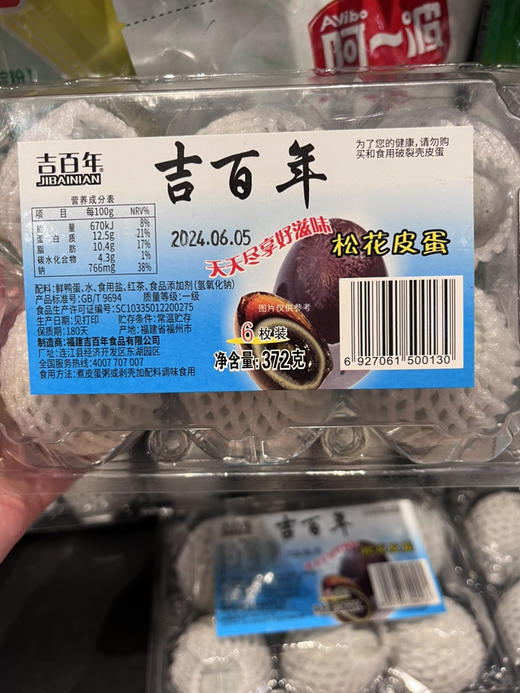 AYibo
阿一波
吉百年®
JIBAINIAN
吉百年
为了您的健康,请勿购
买和食用破裂壳皮蛋
营养成分表
项目 每100g NRV%
能量 670kJ 8%
蛋白质 12.5g 21%
脂肪 10.4g 17%
碳水化合物 4.3g 1%
钠 766mg 38%
2024.06.05
天天尽享好滋味
松花皮蛋
配料:鲜鸭蛋、水、食用盐、红茶、食品添加剂(氢氧化钠)
产品标准号:GB/T 9694 质量等级:一级
食品生产许可证编号:SC10335012200275
生产日期:见打印 贮存条件:常温贮存
保质期:180天 产地:福建省福州市
制造商:福建吉百年食品有限公司
厂址:连江县经济开发区东湖园区
全国服务热线:4007 707 007
食用方法:煮皮蛋粥或剥壳加配料调味食用
图片仅供参考
6枚装
净含量:372克
6 927061 500130
吉百年
吉百年
松花皮蛋